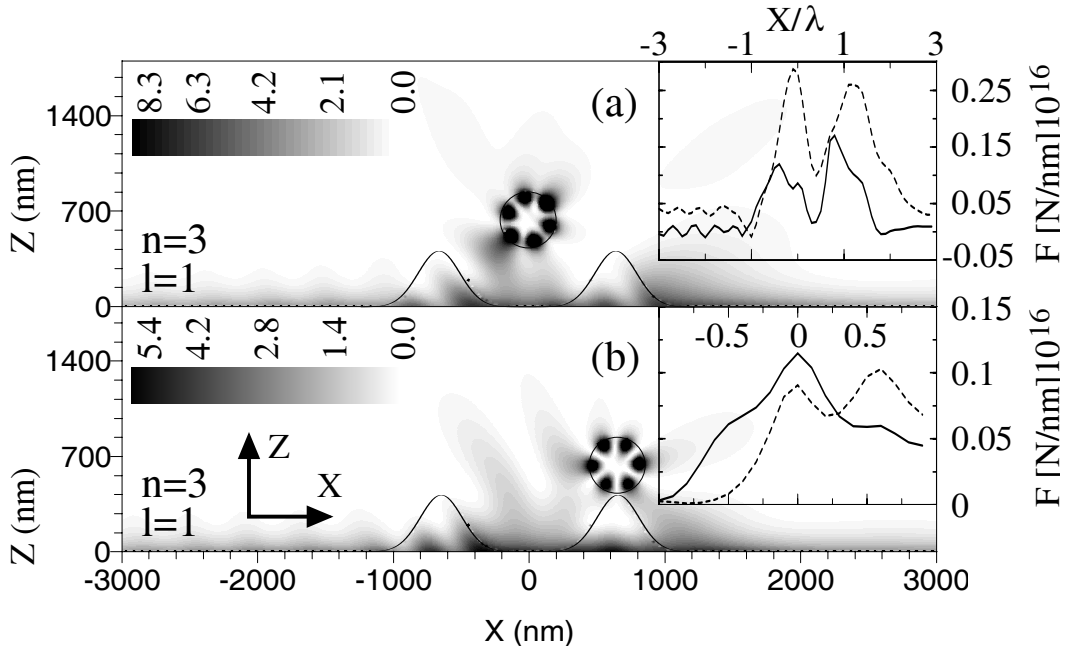 X/λ
-3 -1 1 3
8.3 6.3 4.2 2.1 0.0
(a)
1400
700
0
Z (nm)
n=3
l=1
0.25
0.15
0.05
-0.05
F [N/nm]10^16
5.4 4.2 2.8 1.4 0.0
(b)
-0.5 0 0.5
0.15
0.1
0.05
0
F [N/nm]10^16
1400
700
0
Z (nm)
Z
X
n=3
l=1
-3000 -2000 -1000 0 1000 2000 3000
X (nm)